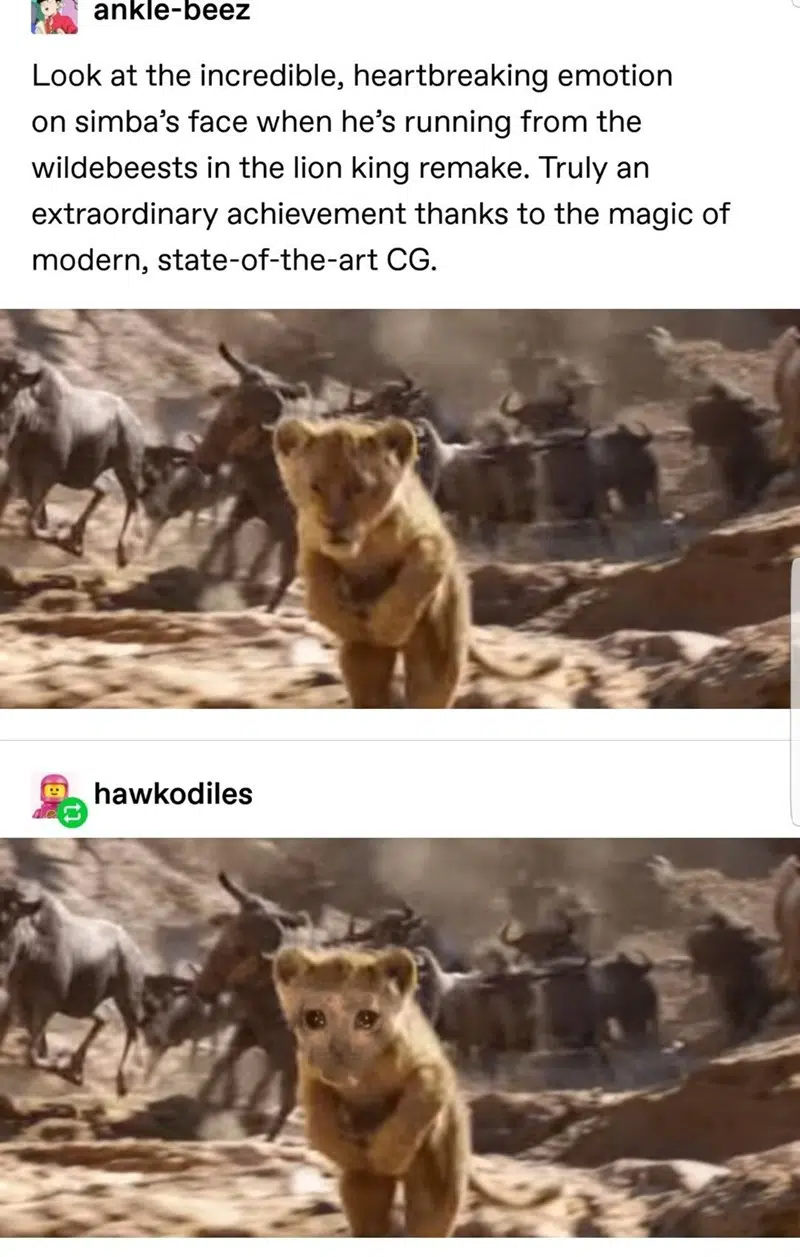 ankle-beez
Look at the incredible, heartbreaking emotion
on simba’s face when he’s running from the
wildebeests in the lion king remake. Truly an
extraordinary achievement thanks to the magic of
modern, state-of-the-art CG.
hawkodiles